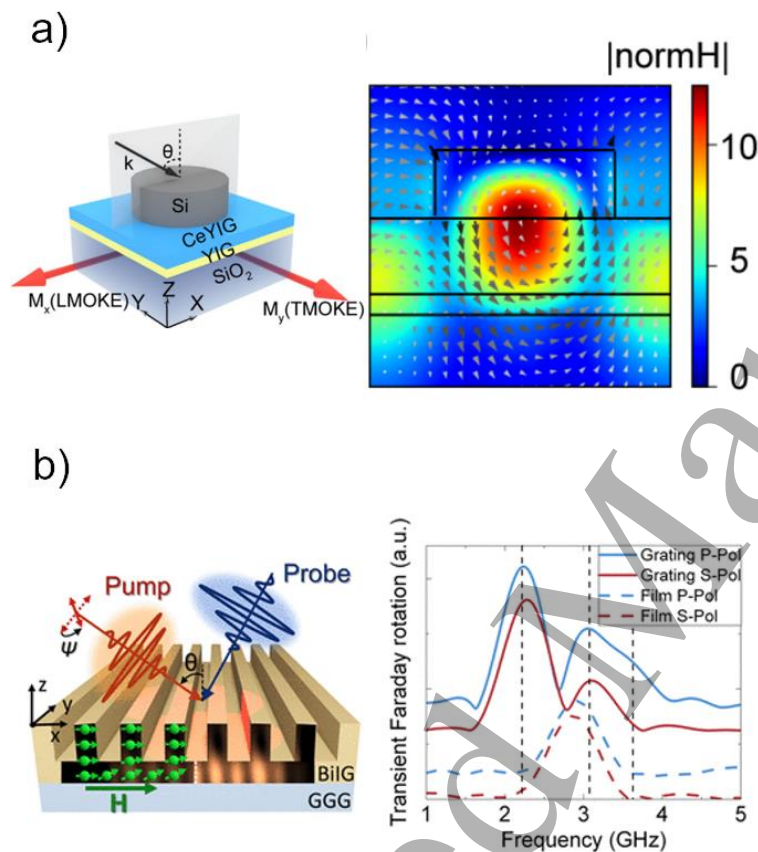 a)
|normH|
10
5
0
θ
k
Si
CeYIG
YIG
SiO₂
Mₓ(LMOKE)
Y
Z
X
M_y(TMOKE)
b)
Pump
Probe
ψ
θ
z
y
x
H
BiIG
GGG
Transient Faraday rotation (a.u.)
Grating P-Pol
Grating S-Pol
Film P-Pol
Film S-Pol
1 2 3 4 5
Frequency (GHz)